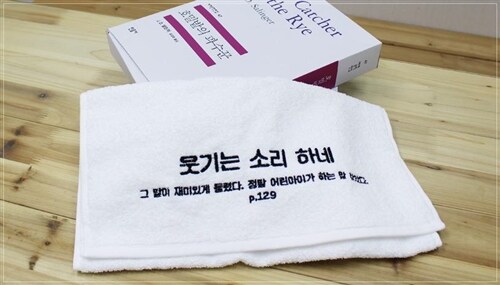 Catcher
the Rye
Salinger
호밀밭의 파수꾼
웃기는 소리 하네
그 말이 재미있게 들렸다. 정말 어린아이가 하는 말 같았다.
p.129